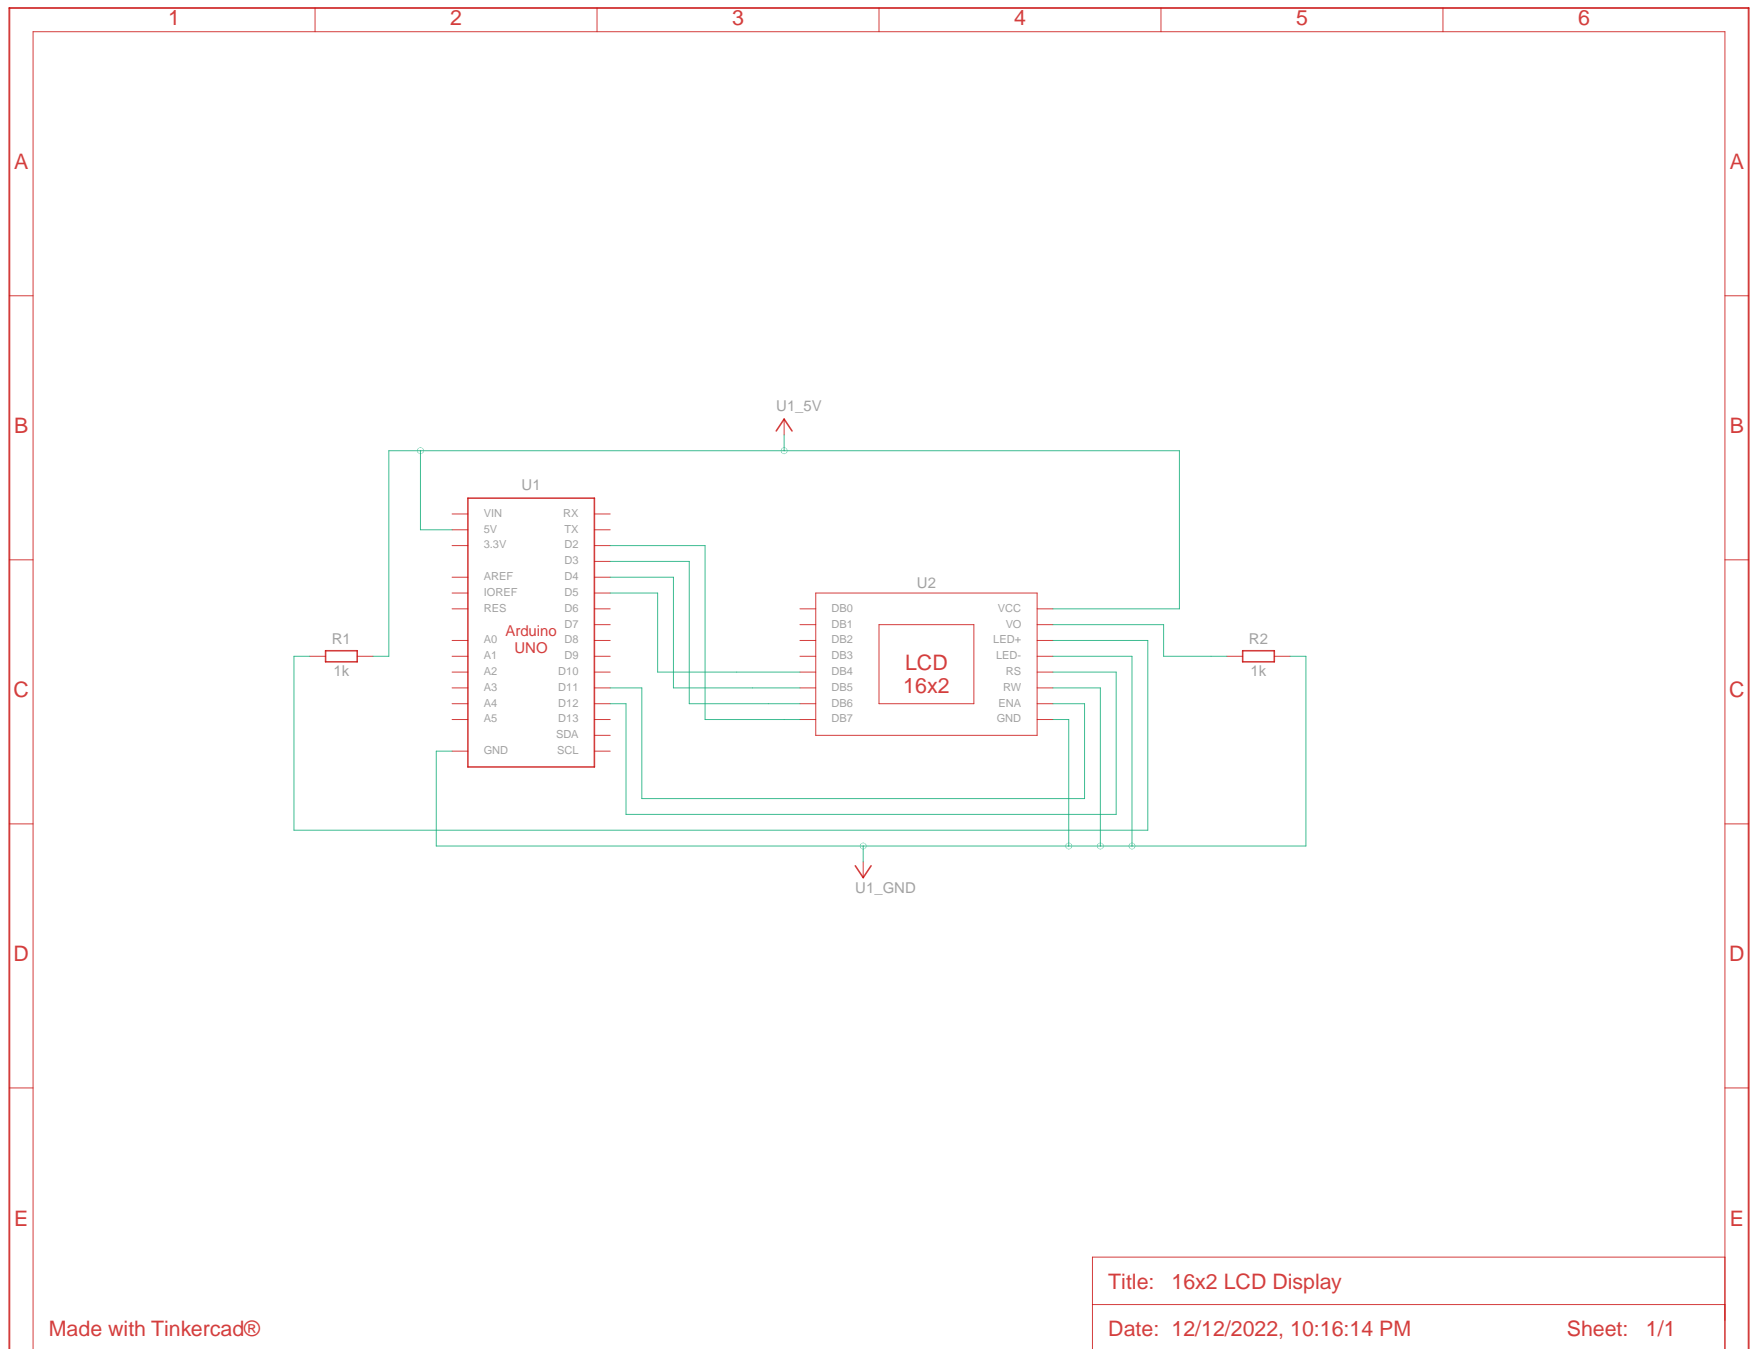 1 2 3 4 5 6
A A
B B
C C
D D
E E
U1_5V
U1
VIN RX
5V TX
3.3V D2
D3
AREF D4
IOREF D5
RES D6
D7
A0 D8
A1 D9
A2 D10
A3 D11
A4 D12
A5 D13
SDA
GND SCL
Arduino
UNO
R1
1k
U2
DB0 VCC
DB1 VO
DB2 LED+
DB3 LED-
DB4 RS
DB5 RW
DB6 ENA
DB7 GND
LCD
16x2
R2
1k
U1_GND
Title: 16x2 LCD Display
Made with Tinkercad®
Date: 12/12/2022, 10:16:14 PM Sheet: 1/1